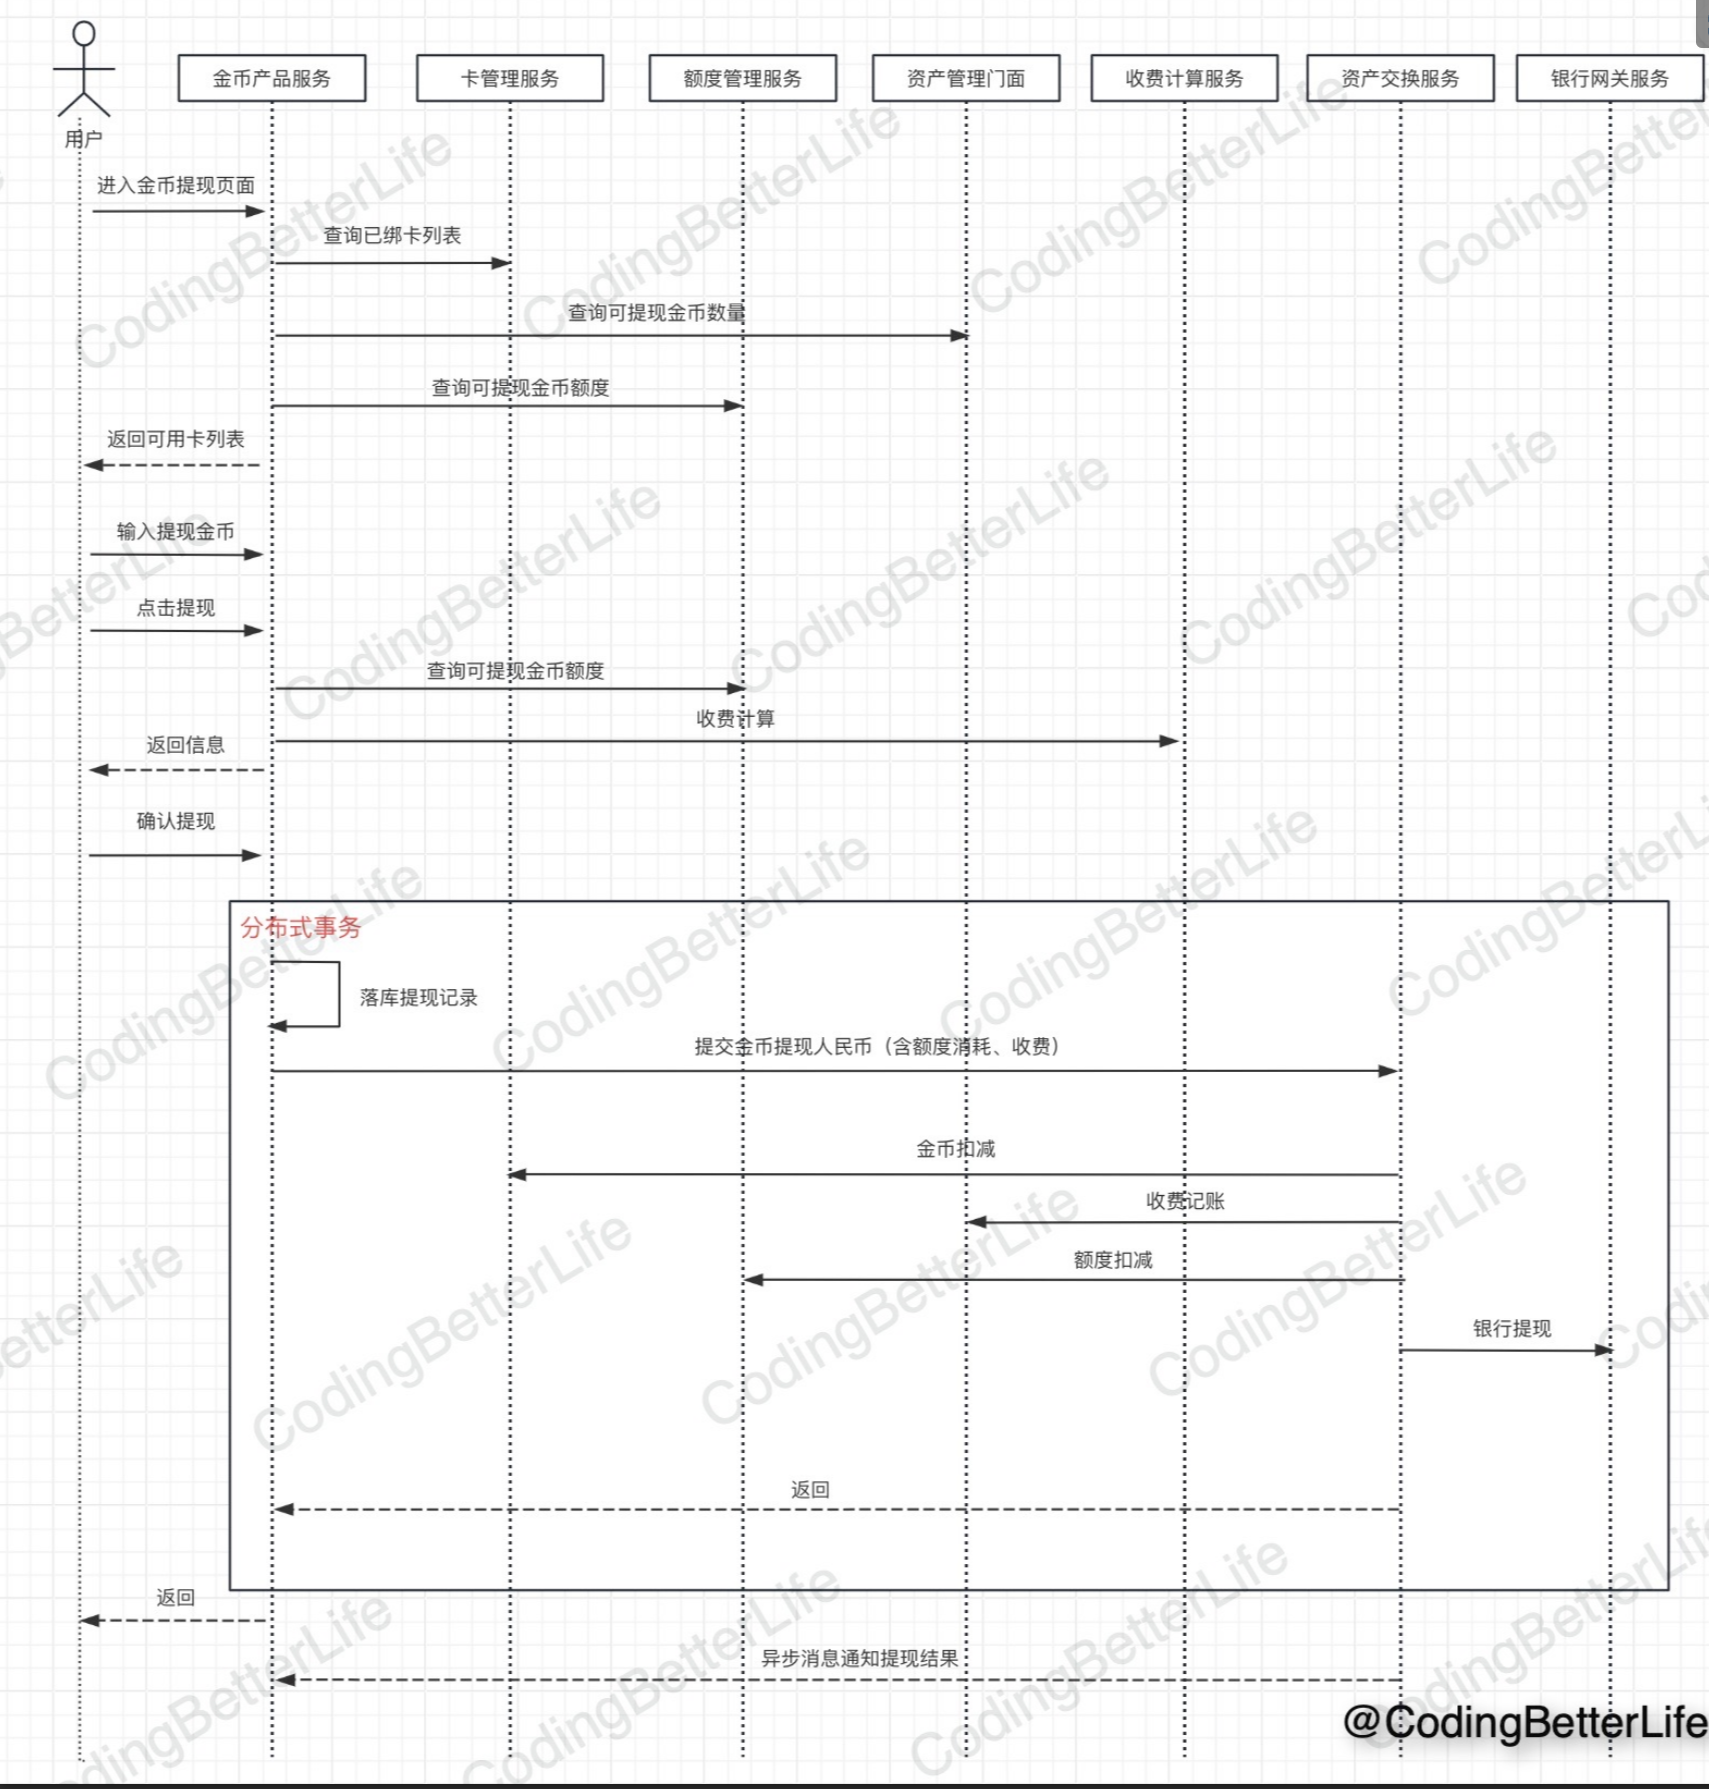 金币产品服务
卡管理服务
额度管理服务
资产管理门面
收费计算服务
资产交换服务
银行网关服务
用户
进入金币提现页面
查询已绑卡列表
查询可提现金币数量
查询可提现金币额度
返回可用卡列表
输入提现金币
点击提现
查询可提现金币额度
收费计算
返回信息
确认提现
分布式事务
落库提现记录
提交金币提现人民币（含额度消耗、收费）
金币扣减
收费记账
额度扣减
银行提现
返回
返回
异步消息通知提现结果
@CodingBetterLife